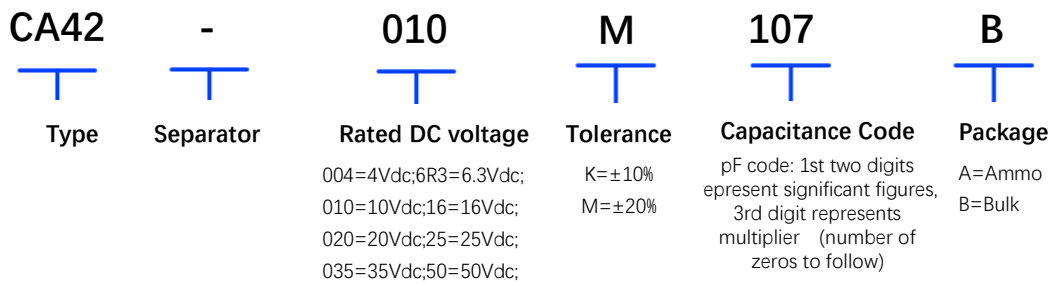 CA42 - 010 M 107 B
Type Separator Rated DC voltage Tolerance Capacitance Code Package
004=4Vdc;6R3=6.3Vdc;
010=10Vdc;16=16Vdc;
020=20Vdc;25=25Vdc;
035=35Vdc;50=50Vdc;
K=±10%
M=±20%
pF code: 1st two digits
epresent significant figures,
3rd digit represents
multiplier (number of
zeros to follow)
A=Ammo
B=Bulk